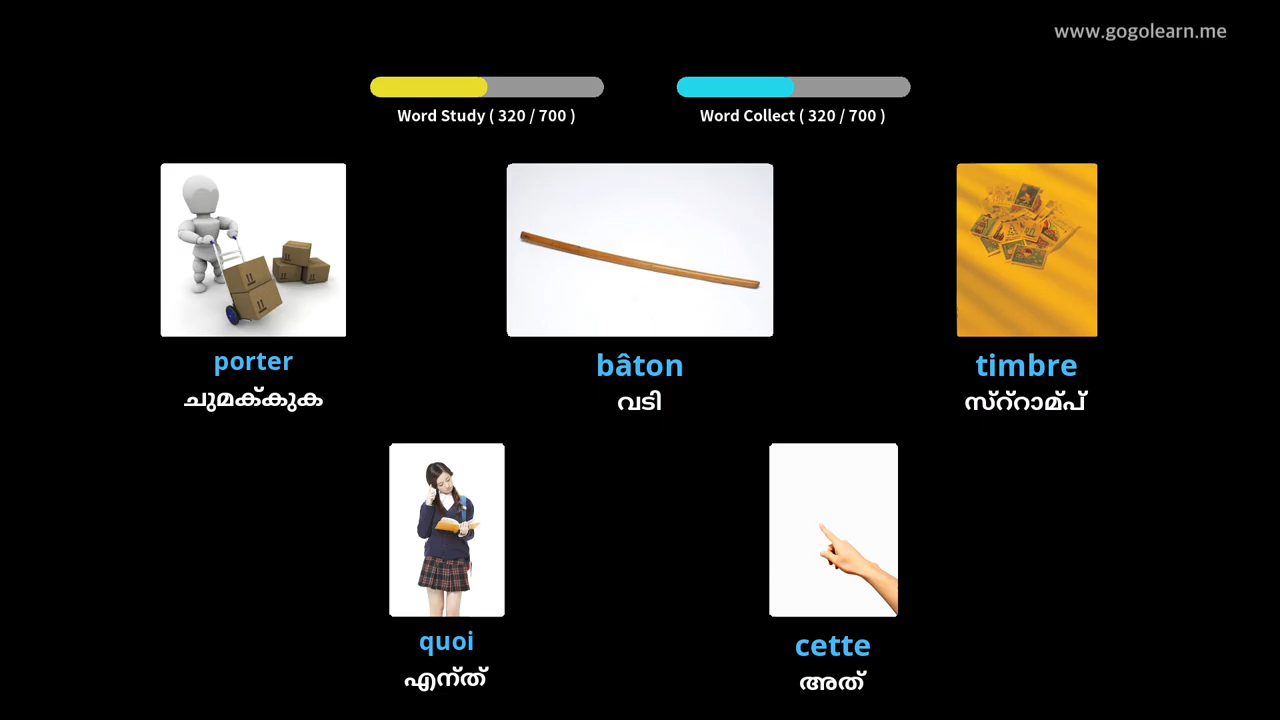 www.gogolearn.me
Word Study ( 320 / 700 )
Word Collect ( 320 / 700 )
porter
ചുമക്കുക
bâton
വടി
timbre
സ്റ്റാമ്പ്
quoi
എന്ത്
cette
അത്